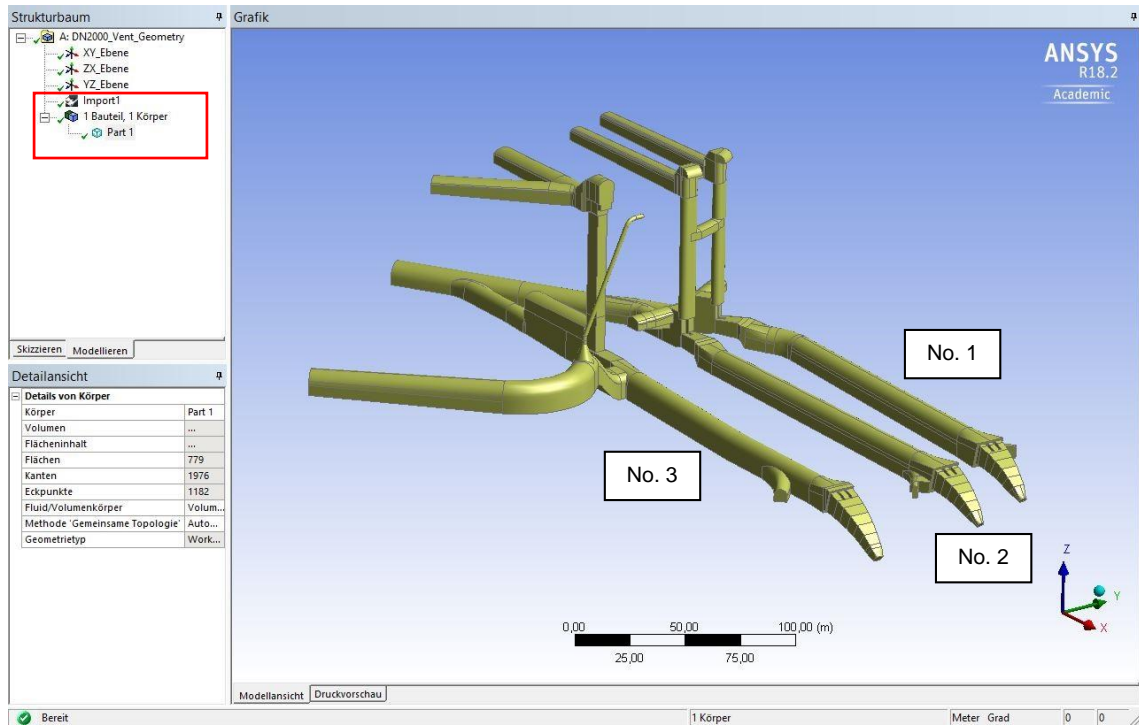 Strukturbaum
A: DN2000_Vent_Geometry
XY_Ebene
ZX_Ebene
YZ_Ebene
Import1
1 Bauteil, 1 Körper
Part 1
Skizzieren Modellieren
Detailansicht
Details von Körper
Körper Part 1
Volumen ...
Flächeninhalt ...
Flächen 779
Kanten 1976
Eckpunkte 1182
Fluid/Volumenkörper Volum...
Methode 'Gemeinsame Topologie' Auto...
Geometrietyp Work...
Grafik
ANSYS
R18.2
Academic
No. 1
No. 3
No. 2
Z
Y
X
0,00 50,00 100,00 (m)
25,00 75,00
Modellansicht Druckvorschau
Bereit 1 Körper Meter Grad 0 0